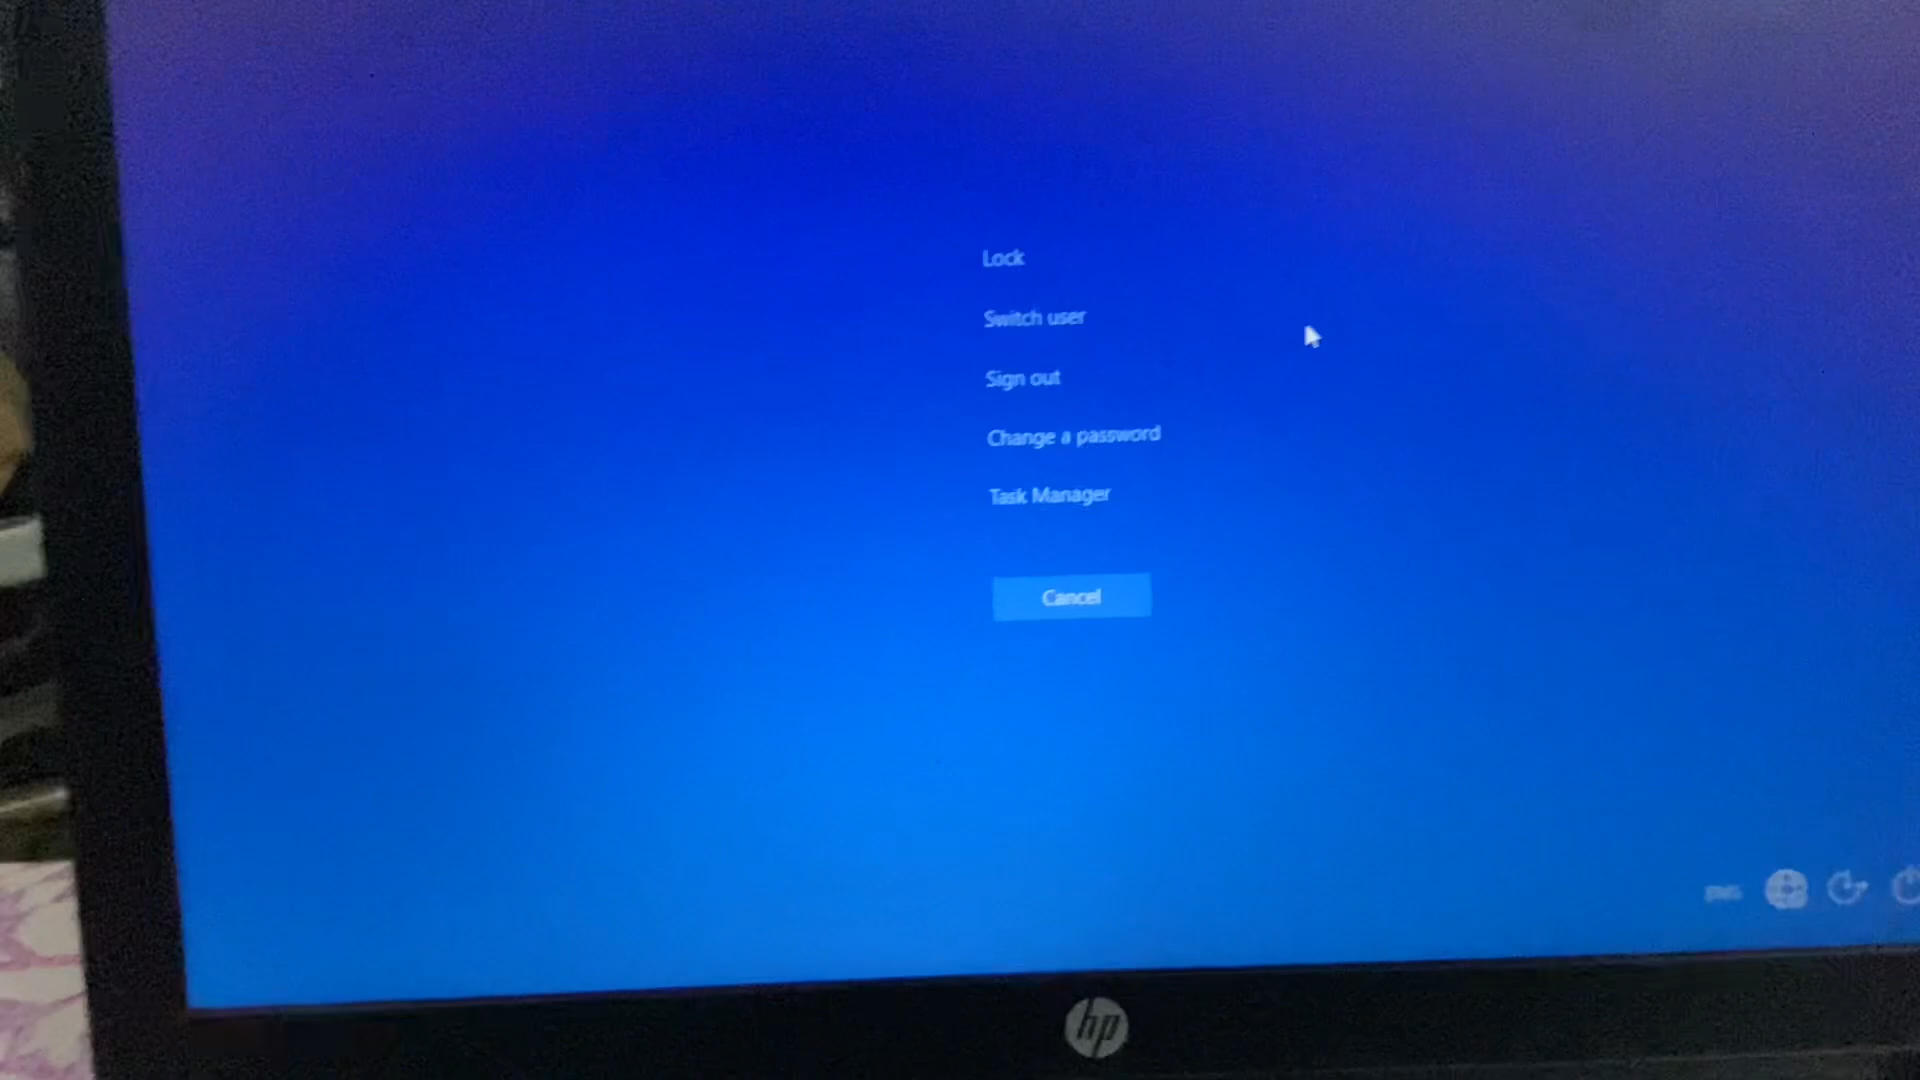 Lock
Switch user
Sign out
Change a password
Task Manager
Cancel
hp